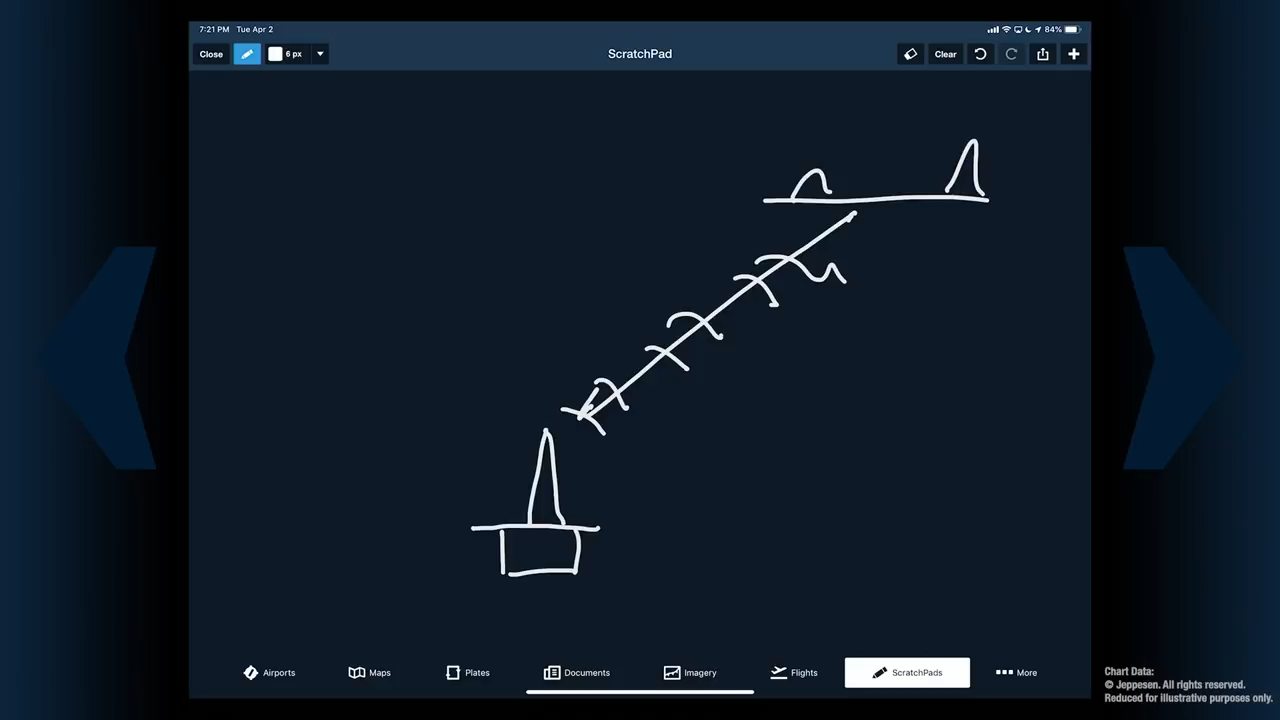 7:21 PM Tue Apr 2 84%
Close 6 px ScratchPad Clear
Airports Maps Plates Documents Imagery Flights ScratchPads More
Chart Data:
© Jeppesen. All rights reserved.
Reduced for illustrative purposes only.